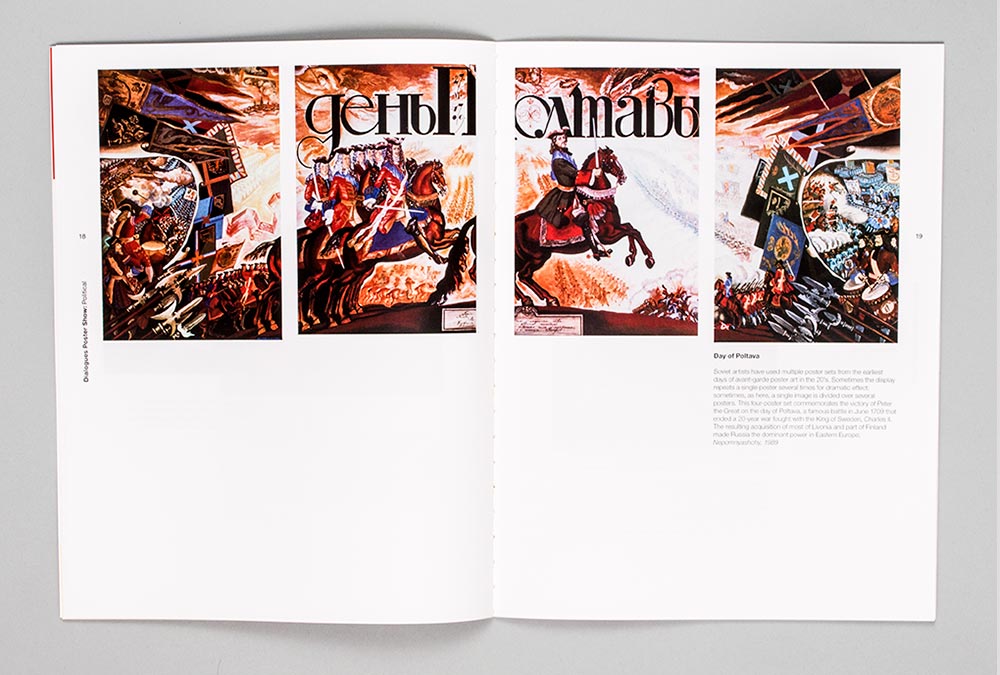 день П
олтавы
18
Dialogues Poster Show: Political
19
Day of Poltava
Soviet artists have used multiple poster sets from the earliest
days of avant-garde poster art in the 20's. Sometimes the display
repeats a single poster several times for dramatic effect;
sometimes, as here, a single image is divided over several
posters. This four-poster set commemorates the victory of Peter
the Great on the day of Poltava, a famous battle in June 1709 that
ended a 20-year war fought with the King of Sweden, Charles II.
The resulting acquisition of most of Livonia and part of Finland
made Russia the dominant power in Eastern Europe.
Nepomnyashchy, 1989